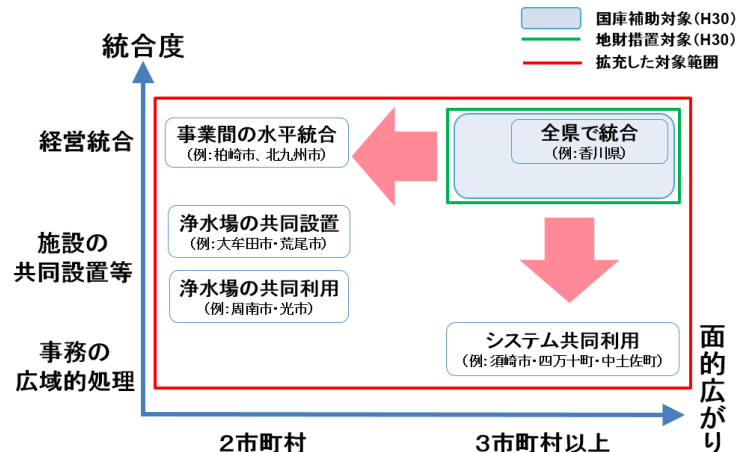 国庫補助対象(H30)
地財措置対象(H30)
拡充した対象範囲
統合度
経営統合
事業間の水平統合
(例:柏崎市、北九州市)
全県で統合
(例:香川県)
施設の
共同設置等
浄水場の共同設置
(例:大牟田市・荒尾市)
浄水場の共同利用
(例:周南市・光市)
事務の
広域的処理
システム共同利用
(例:須崎市・四万十町・中土佐町)
面的広がり
2市町村
3市町村以上